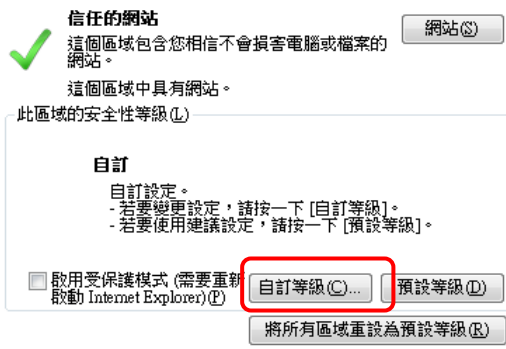 信任的網站
這個區域包含您相信不會損害電腦或檔案的
網站。
網站(S)
這個區域中具有網站。
此區域的安全性等級(L)
自訂
自訂設定。
- 若要變更設定，請按一下 [自訂等級]。
- 若要使用建議設定，請按一下 [預設等級]。
啟用受保護模式 (需要重新
啟動 Internet Explorer)(P)
自訂等級(C)...
預設等級(D)
將所有區域重設為預設等級(R)